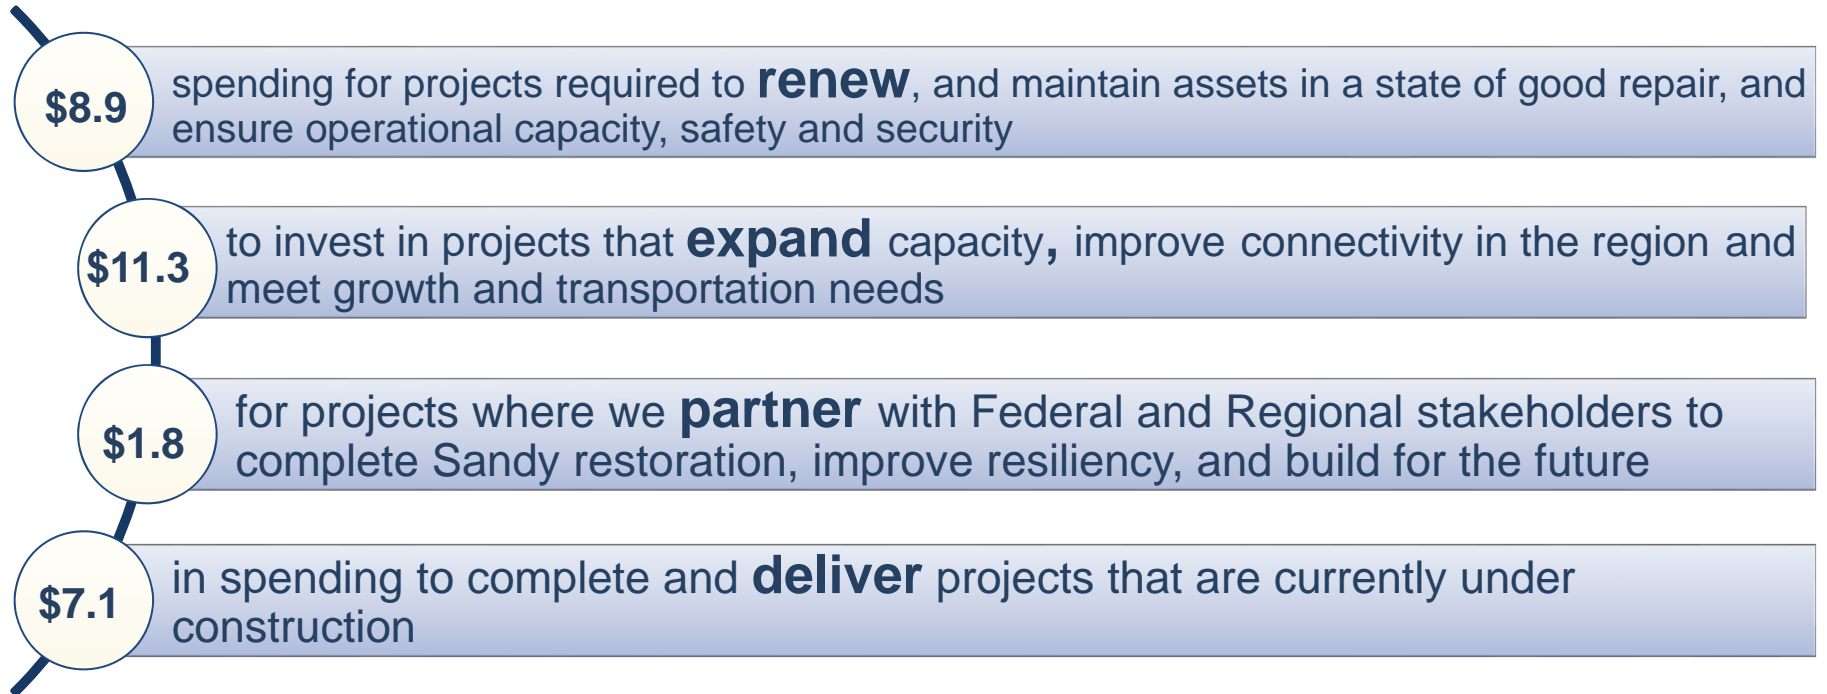 $8.9
spending for projects required to renew, and maintain assets in a state of good repair, and
ensure operational capacity, safety and security
$11.3
to invest in projects that expand capacity, improve connectivity in the region and
meet growth and transportation needs
$1.8
for projects where we partner with Federal and Regional stakeholders to
complete Sandy restoration, improve resiliency, and build for the future
$7.1
in spending to complete and deliver projects that are currently under
construction